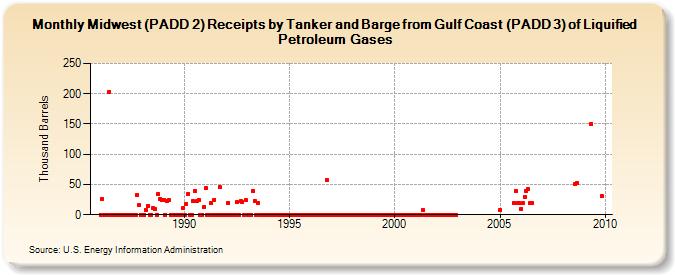 Monthly Midwest (PADD 2) Receipts by Tanker and Barge from Gulf Coast (PADD 3) of Liquified
Petroleum Gases
Thousand Barrels
250
200
150
100
50
0
1990
1995
2000
2005
2010
Source: U.S. Energy Information Administration